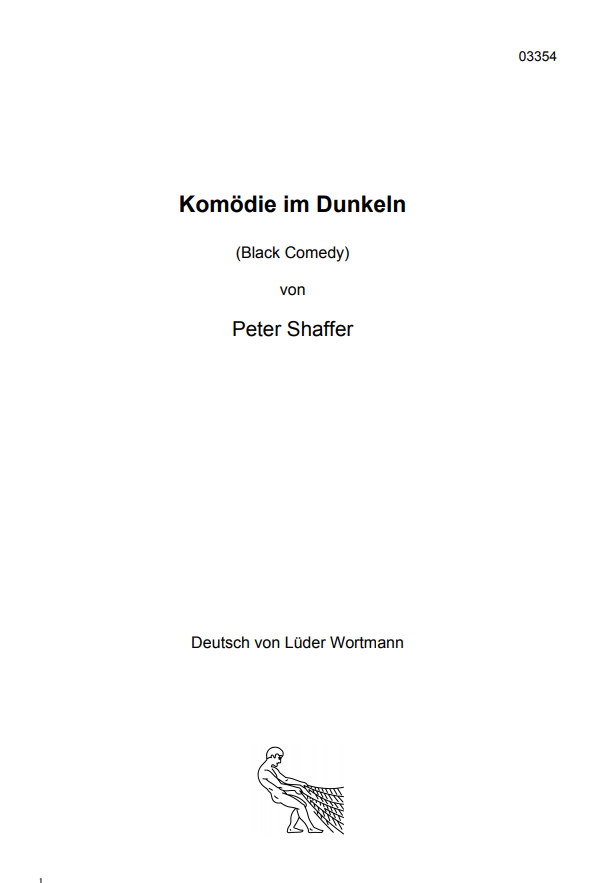 03354
Komödie im Dunkeln
(Black Comedy)
von
Peter Shaffer
Deutsch von Lüder Wortmann